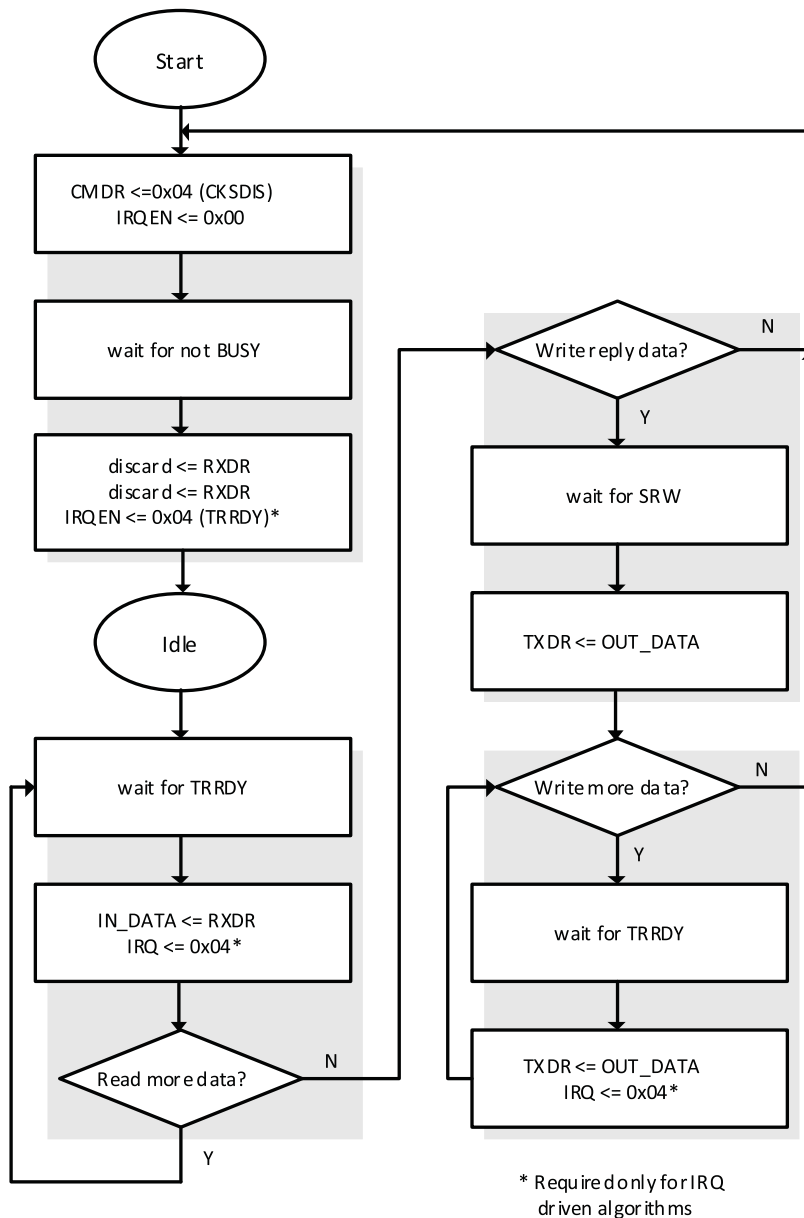 Start
CMDR <=0x04 (CKSDIS)
IRQEN <= 0x00
wait for not BUSY
discard <= RXDR
discard <= RXDR
IRQEN <= 0x04 (TRRDY)*
Idle
wait for TRRDY
IN_DATA <= RXDR
IRQ <= 0x04*
Read more data?
N
Y
Write reply data?
N
Y
wait for SRW
TXDR <= OUT_DATA
Write more data?
N
Y
wait for TRRDY
TXDR <= OUT_DATA
IRQ <= 0x04*
* Required only for IRQ
driven algorithms